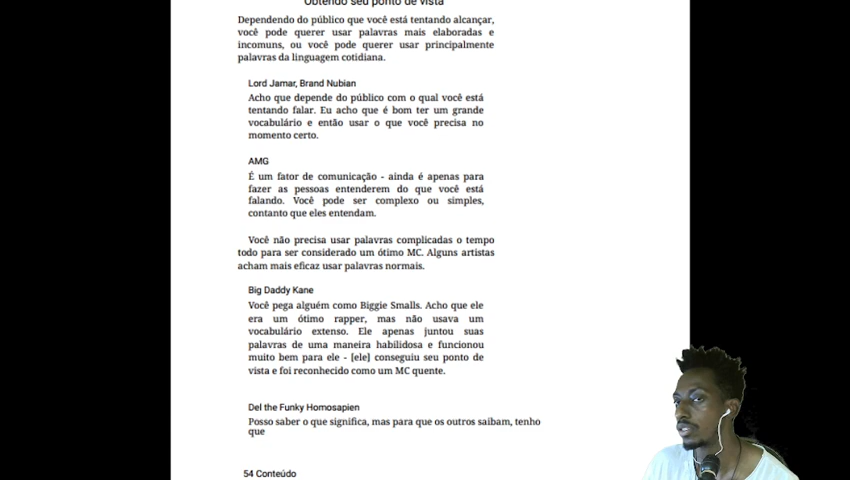 Obtendo seu ponto de vista
Dependendo do público que você está tentando alcançar,
você pode querer usar palavras mais elaboradas e
incomuns, ou você pode querer usar principalmente
palavras da linguagem cotidiana.
Lord Jamar, Brand Nubian
Acho que depende do público com o qual você está
tentando falar. Eu acho que é bom ter um grande
vocabulário e então usar o que você precisa no
momento certo.
AMG
É um fator de comunicação - ainda é apenas para
fazer as pessoas entenderem do que você está
falando. Você pode ser complexo ou simples,
contanto que eles entendam.
Você não precisa usar palavras complicadas o tempo
todo para ser considerado um ótimo MC. Alguns artistas
acham mais eficaz usar palavras normais.
Big Daddy Kane
Você pega alguém como Biggie Smalls. Acho que ele
era um ótimo rapper, mas não usava um
vocabulário extenso. Ele apenas juntou suas
palavras de uma maneira habilidosa e funcionou
muito bem para ele - [ele] conseguiu seu ponto de
vista e foi reconhecido como um MC quente.
Del the Funky Homosapien
Posso saber o que significa, mas para que os outros saibam, tenho
que
54 Conteúdo